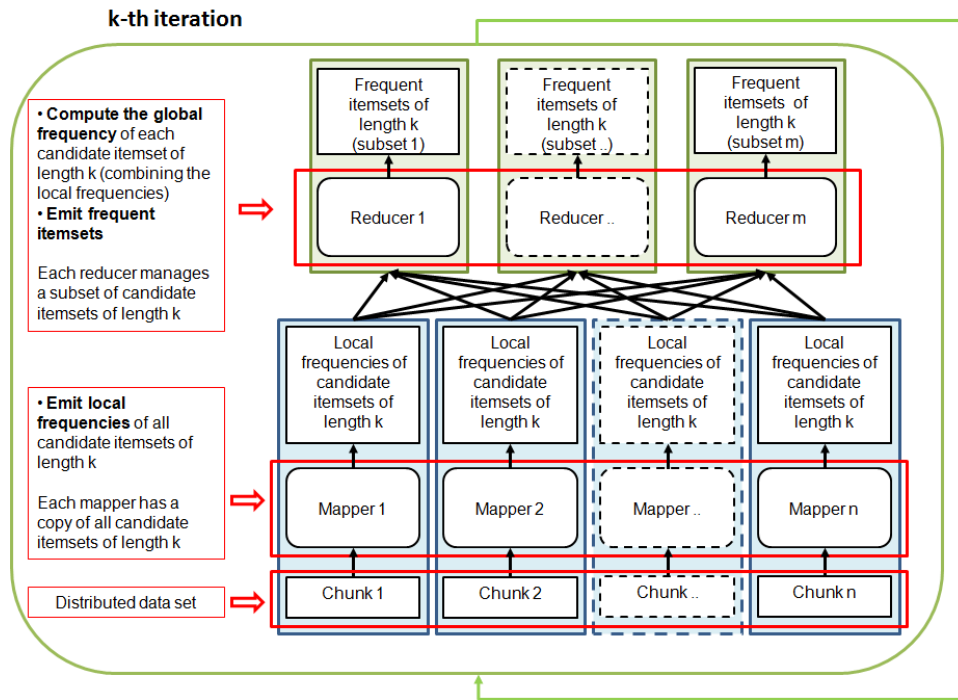 k-th iteration
• Compute the global
frequency of each
candidate itemset of
length k (combining the
local frequencies)
• Emit frequent
itemsets
Each reducer manages
a subset of candidate
itemsets of length k
Frequent
itemsets of
length k
(subset 1)
Frequent
itemsets of
length k
(subset ..)
Frequent
itemsets of
length k
(subset m)
Reducer 1
Reducer ..
Reducer m
Local
frequencies of
candidate
itemsets of
length k
Local
frequencies of
candidate
itemsets of
length k
Local
frequencies of
candidate
itemsets of
length k
Local
frequencies of
candidate
itemsets of
length k
• Emit local
frequencies of all
candidate itemsets of
length k
Each mapper has a
copy of all candidate
itemsets of length k
Mapper 1
Mapper 2
Mapper ..
Mapper n
Distributed data set
Chunk 1
Chunk 2
Chunk ..
Chunk n